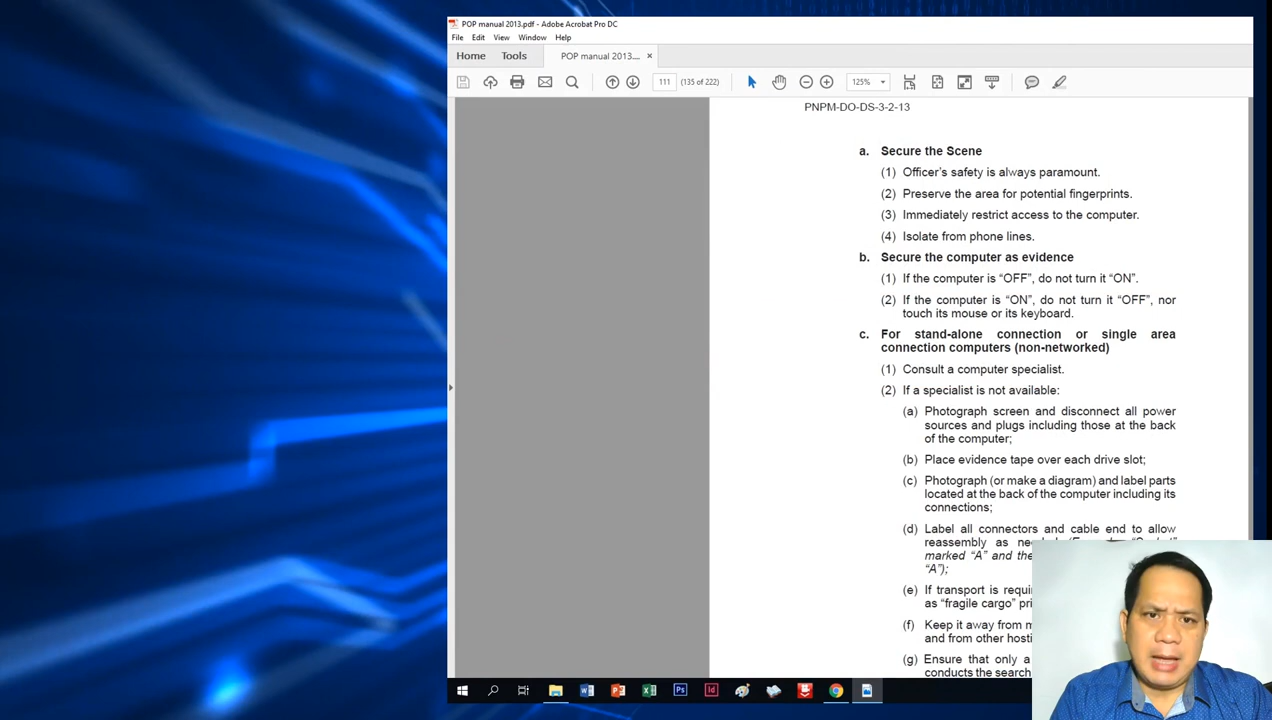 POP manual 2013.pdf - Adobe Acrobat Pro DC
File Edit View Window Help
Home Tools POP manual 2013....
111 (135 of 222) 125%
PNPM-DO-DS-3-2-13
a. Secure the Scene
(1) Officer's safety is always paramount.
(2) Preserve the area for potential fingerprints.
(3) Immediately restrict access to the computer.
(4) Isolate from phone lines.
b. Secure the computer as evidence
(1) If the computer is "OFF", do not turn it "ON".
(2) If the computer is "ON", do not turn it "OFF", nor
touch its mouse or its keyboard.
c. For stand-alone connection or single area
connection computers (non-networked)
(1) Consult a computer specialist.
(2) If a specialist is not available:
(a) Photograph screen and disconnect all power
sources and plugs including those at the back
of the computer;
(b) Place evidence tape over each drive slot;
(c) Photograph (or make a diagram) and label parts
located at the back of the computer including its
connections;
(d) Label all connectors and cable end to allow
reassembly as
marked "A" and the
"A");
(e) If transport is
as "fragile cargo"
(f) Keep it away from
and from other
(g) Ensure that only a
conducts the search